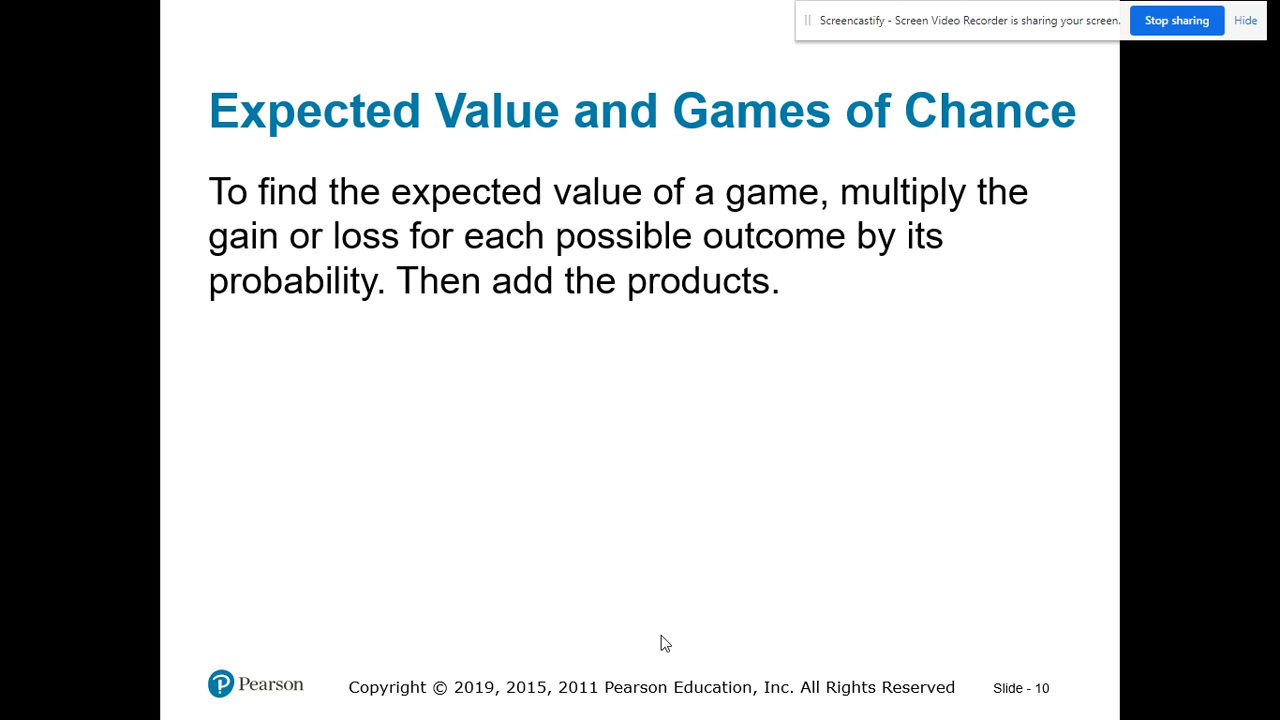 Screencastify - Screen Video Recorder is sharing your screen. Stop sharing Hide
Expected Value and Games of Chance
To find the expected value of a game, multiply the
gain or loss for each possible outcome by its
probability. Then add the products.
Pearson Copyright © 2019, 2015, 2011 Pearson Education, Inc. All Rights Reserved Slide - 10